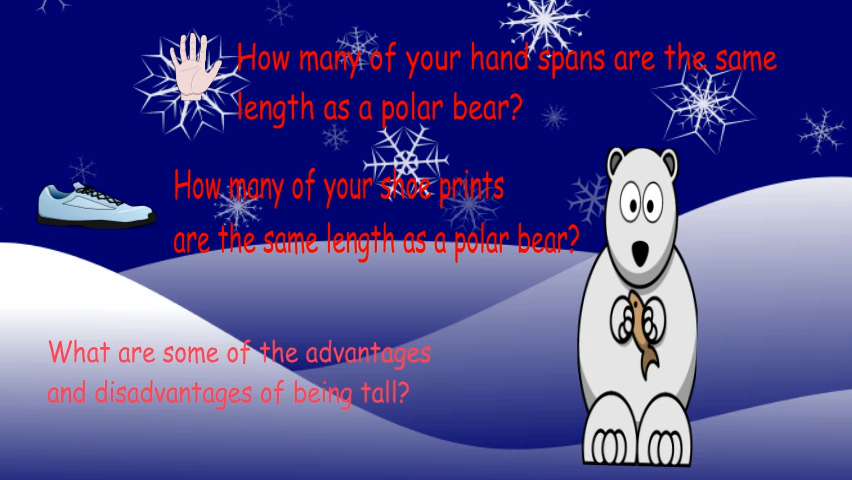 How many of your hand spans are the same
length as a polar bear?
How many of your shoe prints
are the same length as a polar bear?
What are some of the advantages
and disadvantages of being tall?